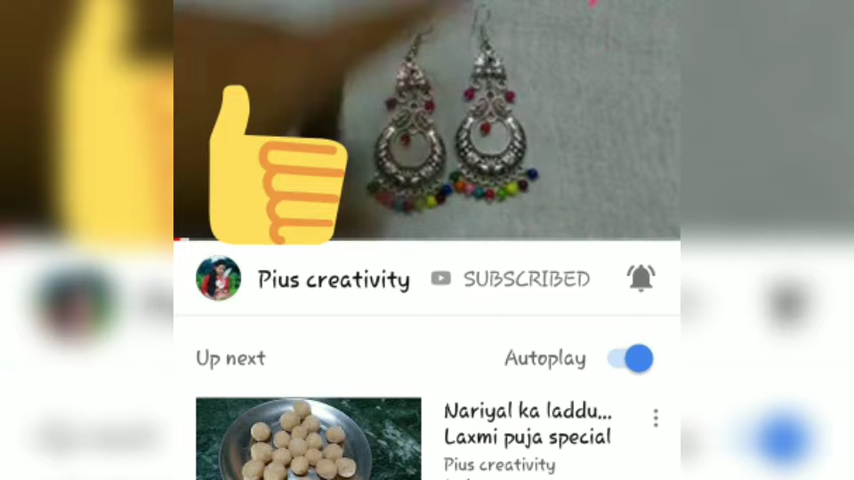 Pius creativity SUBSCRIBED
Up next Autoplay
Nariyal ka laddu...
Laxmi puja special
Pius creativity